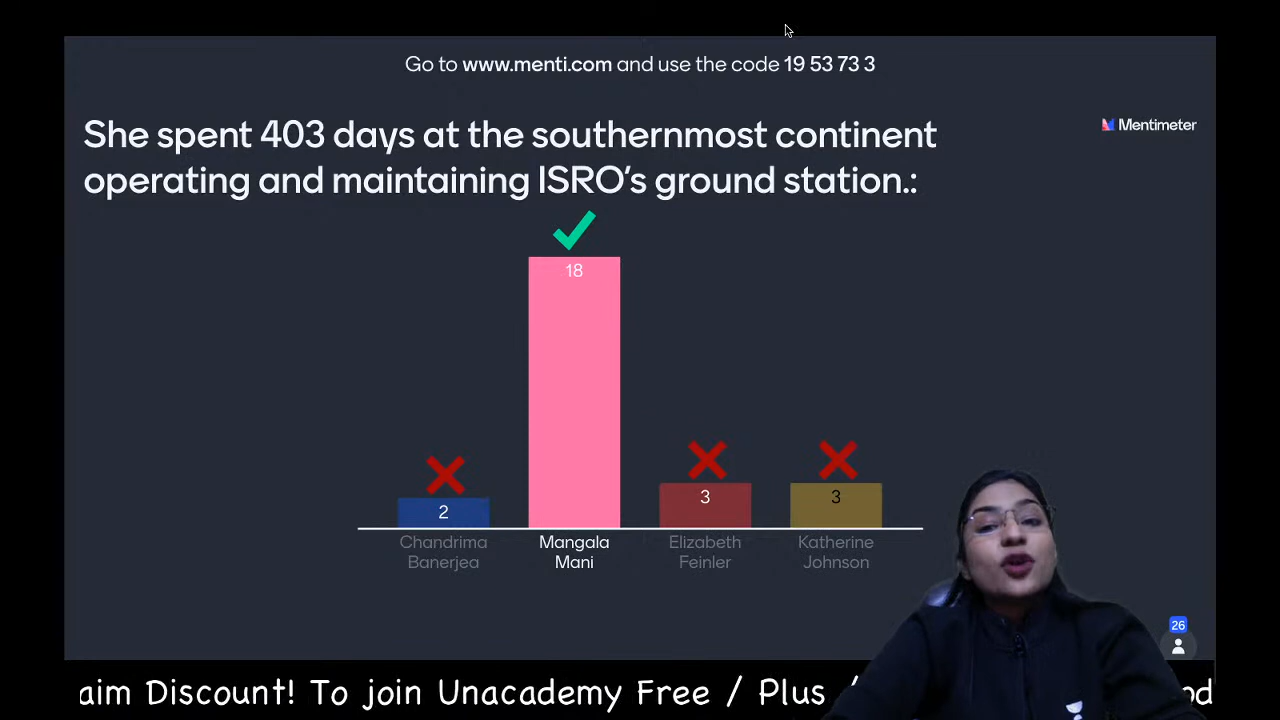 Go to www.menti.com and use the code 19 53 73 3
Mentimeter
She spent 403 days at the southernmost continent
operating and maintaining ISRO's ground station.:
18
2
3
3
Chandrima
Banerjea
Mangala
Mani
Elizabeth
Feinler
Katherine
Johnson
26
aim Discount! To join Unacademy Free / Plus /